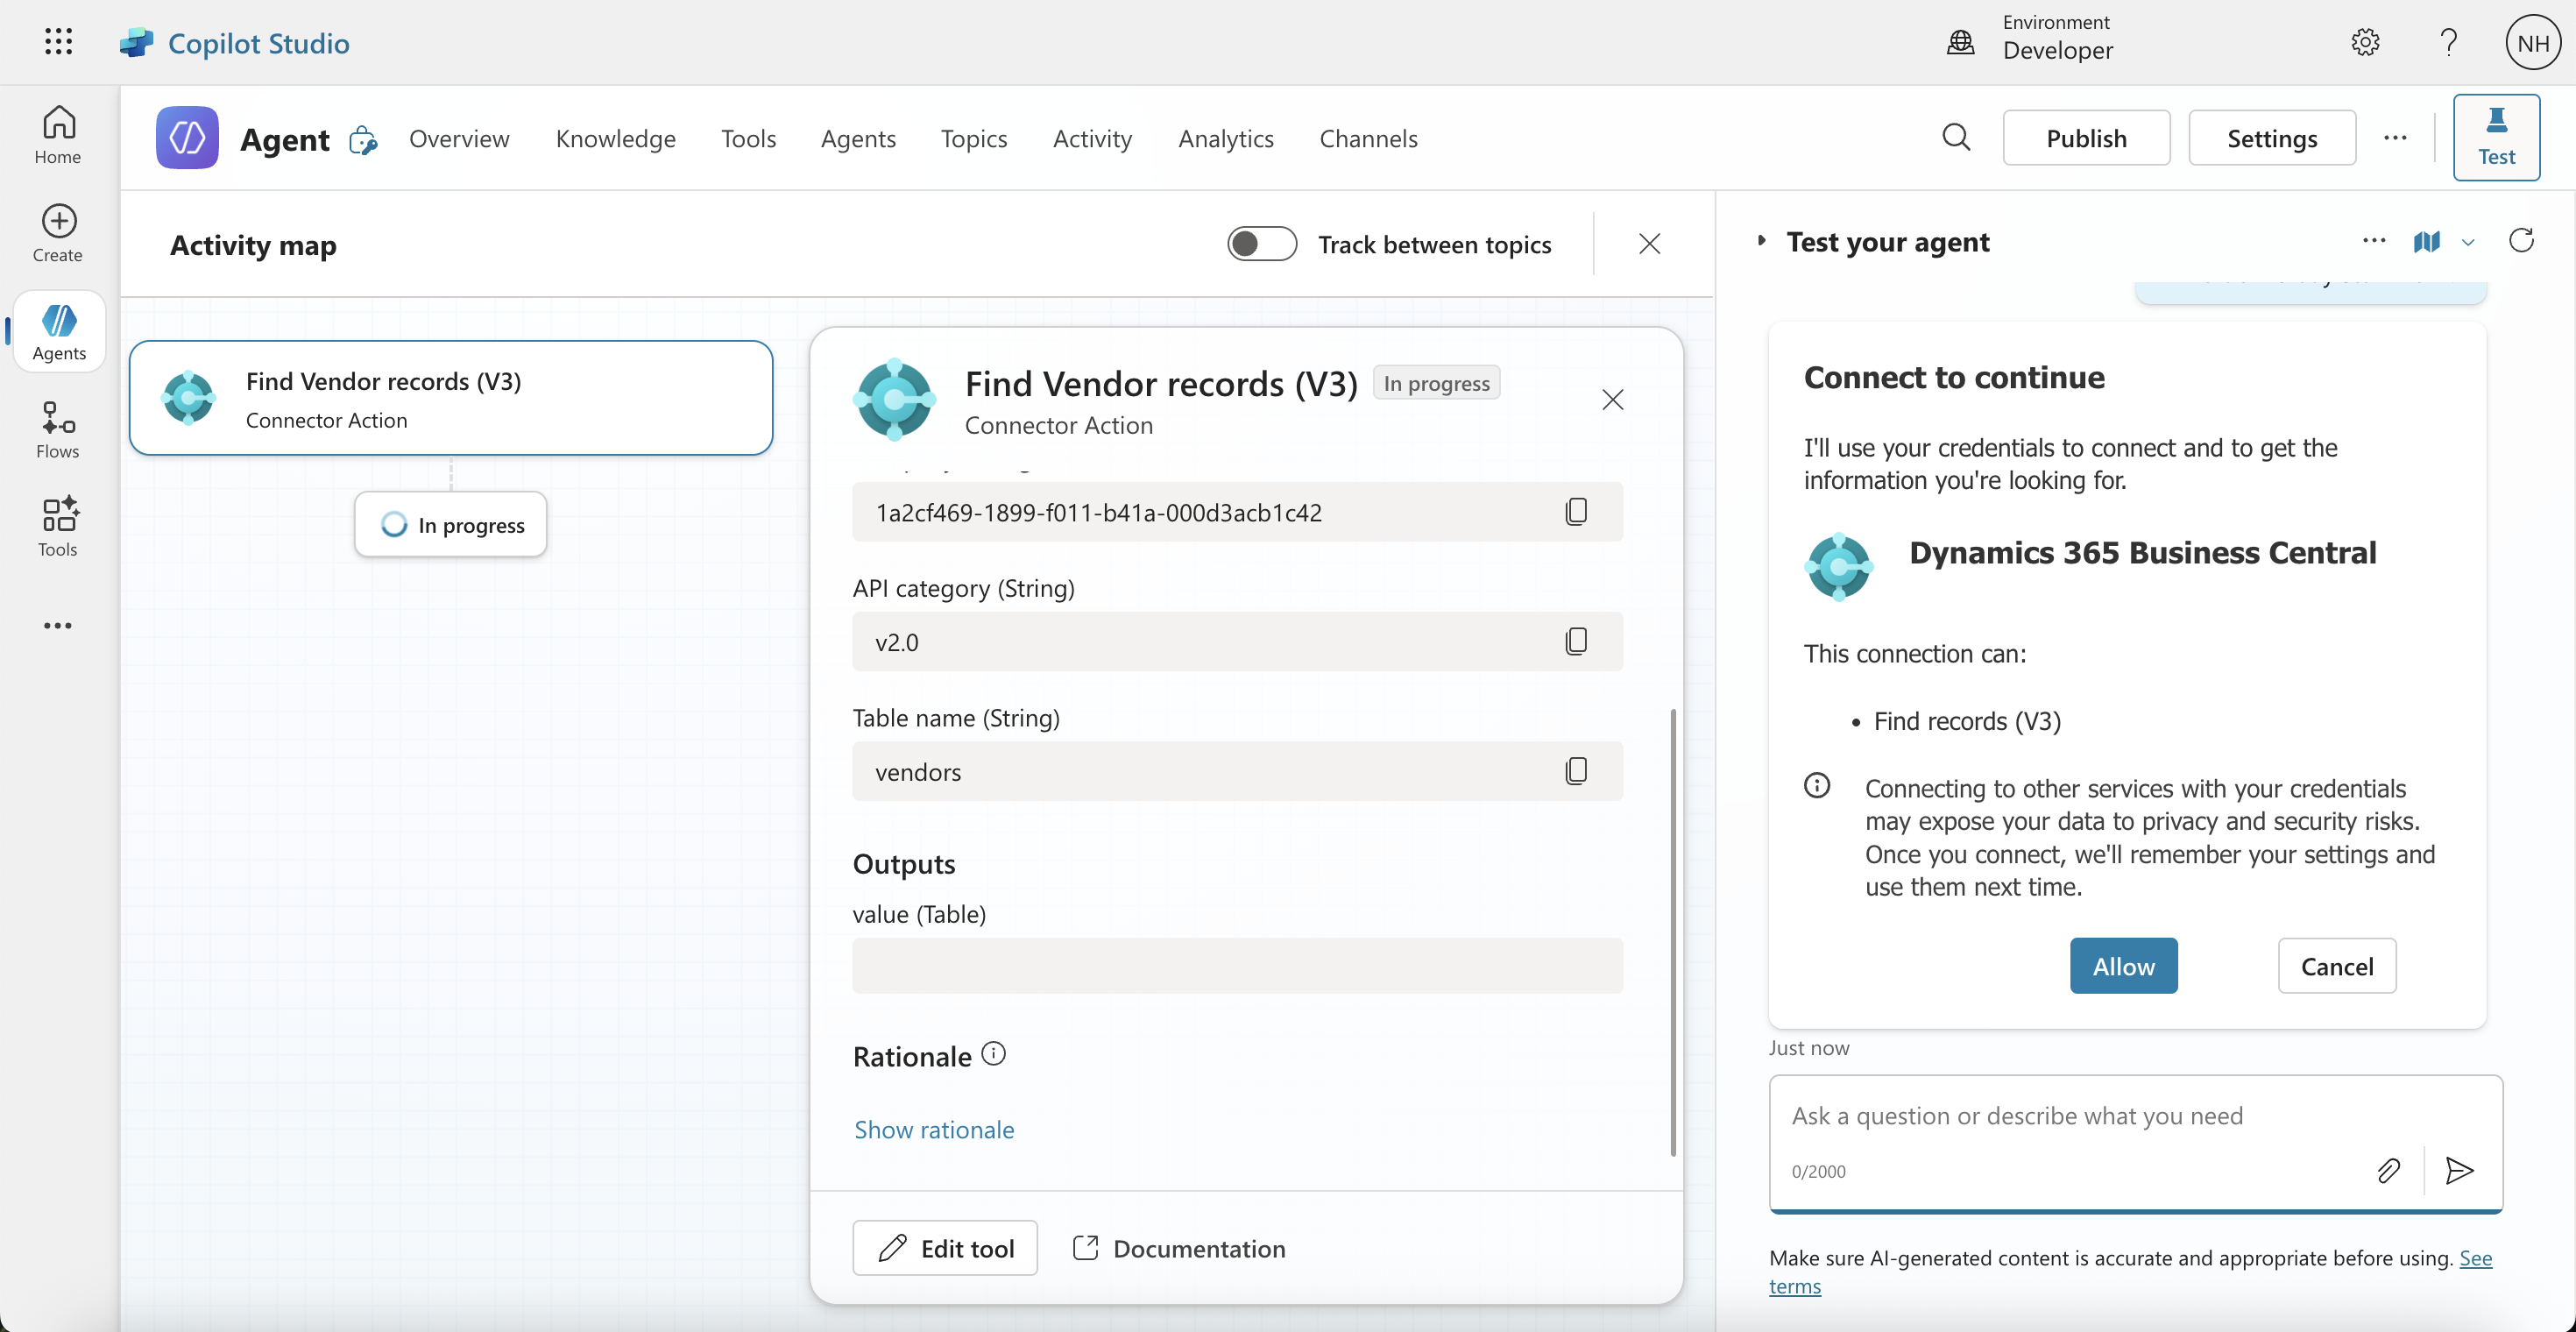 Copilot Studio
Environment
Developer
NH
Home
Create
Agents
Flows
Tools
Agent
Overview
Knowledge
Tools
Agents
Topics
Activity
Analytics
Channels
Publish
Settings
Test
Activity map
Track between topics
Find Vendor records (V3)
Connector Action
In progress
Find Vendor records (V3)
In progress
Connector Action
1a2cf469-1899-f011-b41a-000d3acb1c42
API category (String)
v2.0
Table name (String)
vendors
Outputs
value (Table)
Rationale
Show rationale
Edit tool
Documentation
Test your agent
Connect to continue
I'll use your credentials to connect and to get the
information you're looking for.
Dynamics 365 Business Central
This connection can:
• Find records (V3)
Connecting to other services with your credentials
may expose your data to privacy and security risks.
Once you connect, we'll remember your settings and
use them next time.
Allow
Cancel
Just now
Ask a question or describe what you need
0/2000
Make sure AI-generated content is accurate and appropriate before using. See
terms